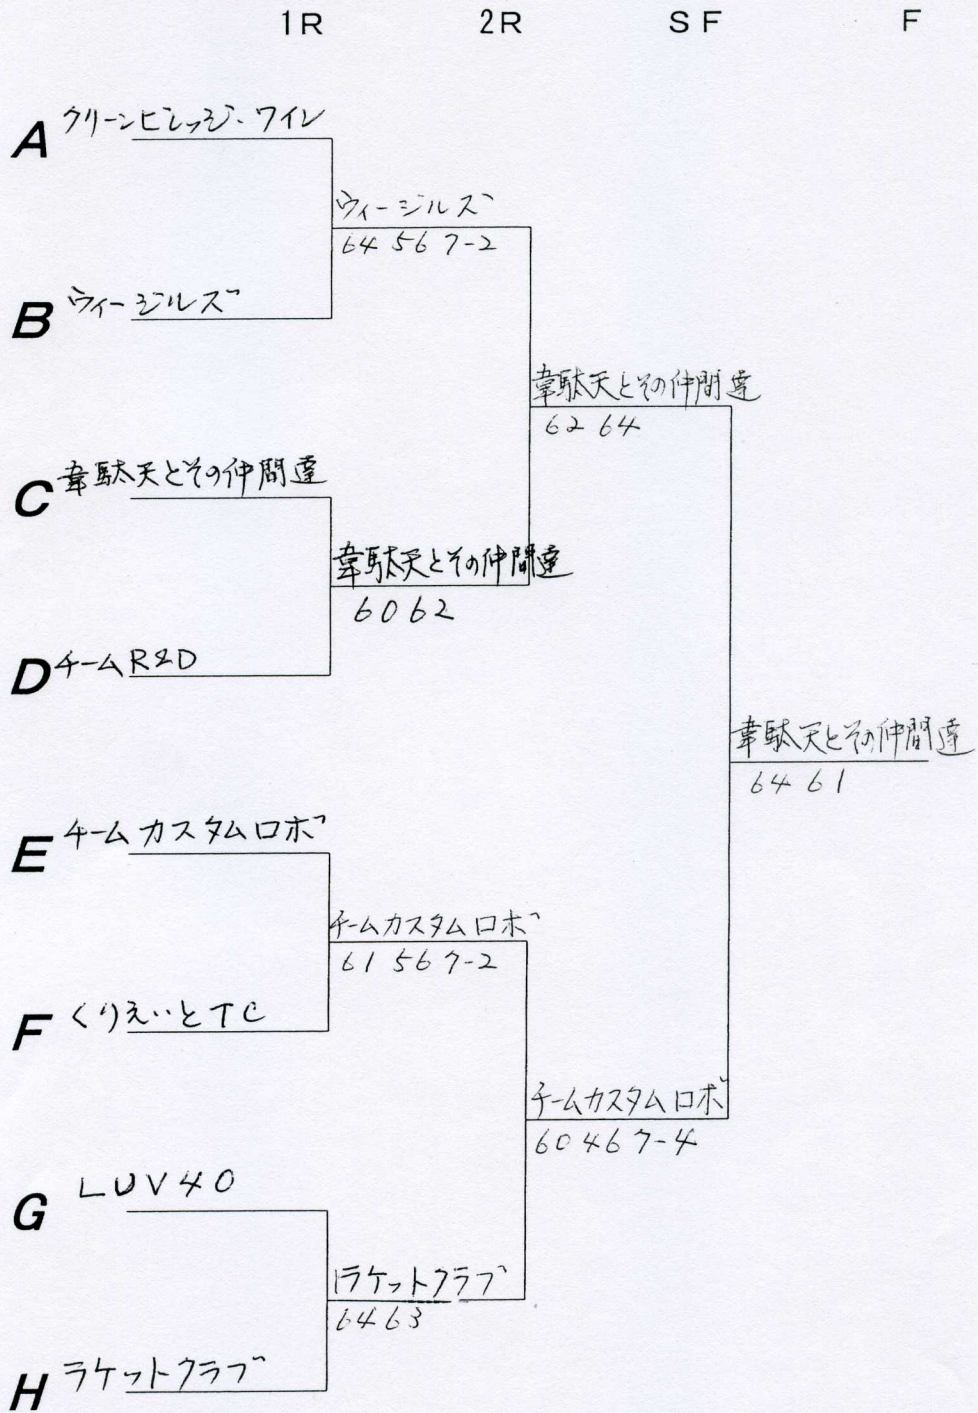 1R 2R SF F
A クリーンビレッジ・ワイレ
ウィージルズ
64 56 7-2
B ウィージルズ
韋駄天とその仲間達
62 64
C 韋駄天とその仲間達
韋駄天とその仲間達
60 62
D チームR&D
韋駄天とその仲間達
64 61
E チームカスタムロボ
チームカスタムロボ
61 56 7-2
F くりえいとTC
チームカスタムロボ
60 46 7-4
G LUV40
ラケットクラブ
64 63
H ラケットクラブ